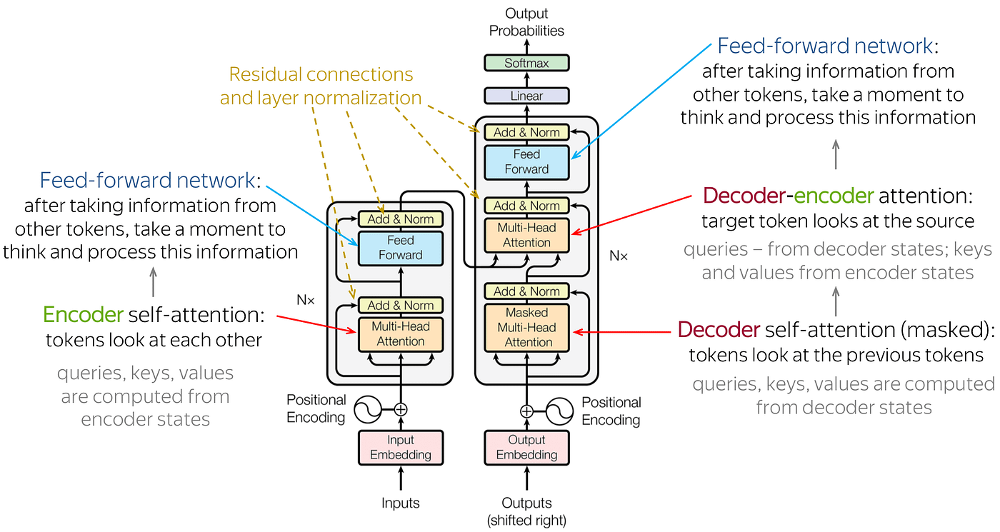 Output
Probabilities
Softmax
Linear
Add & Norm
Feed
Forward
Add & Norm
Multi-Head
Attention
Add & Norm
Masked
Multi-Head
Attention
Nx
Positional
Encoding
Output
Embedding
Outputs
(shifted right)
Residual connections
and layer normalization
Add & Norm
Feed
Forward
Add & Norm
Multi-Head
Attention
Nx
Positional
Encoding
Input
Embedding
Inputs
Feed-forward network:
after taking information from
other tokens, take a moment to
think and process this information
Encoder self-attention:
tokens look at each other
queries, keys, values
are computed from
encoder states
Feed-forward network:
after taking information from
other tokens, take a moment to
think and process this information
Decoder-encoder attention:
target token looks at the source
queries – from decoder states; keys
and values from encoder states
Decoder self-attention (masked):
tokens look at the previous tokens
queries, keys, values are computed
from decoder states